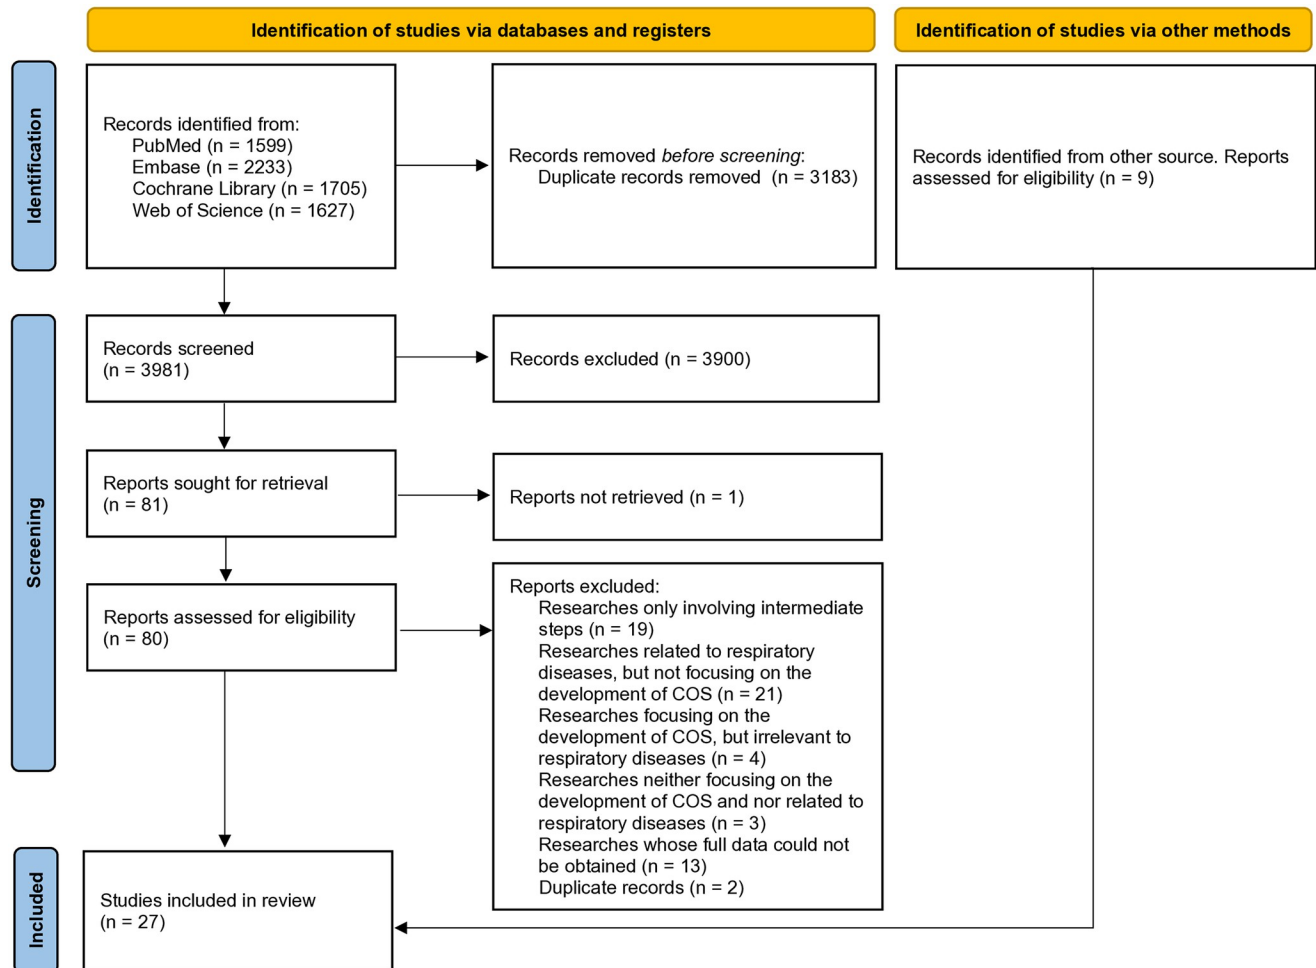 Identification of studies via databases and registers
Identification of studies via other methods
Identification
Records identified from:
PubMed (n = 1599)
Embase (n = 2233)
Cochrane Library (n = 1705)
Web of Science (n = 1627)
Records removed before screening:
Duplicate records removed  (n = 3183)
Records identified from other source. Reports
assessed for eligibility (n = 9)
Screening
Records screened
(n = 3981)
Records excluded (n = 3900)
Reports sought for retrieval
(n = 81)
Reports not retrieved (n = 1)
Reports assessed for eligibility
(n = 80)
Reports excluded:
Researches only involving intermediate
steps (n = 19)
Researches related to respiratory
diseases, but not focusing on the
development of COS (n = 21)
Researches focusing on the
development of COS, but irrelevant to
respiratory diseases (n = 4)
Researches neither focusing on the
development of COS and nor related to
respiratory diseases (n = 3)
Researches whose full data could not
be obtained (n = 13)
Duplicate records (n = 2)
Included
Studies included in review
(n = 27)